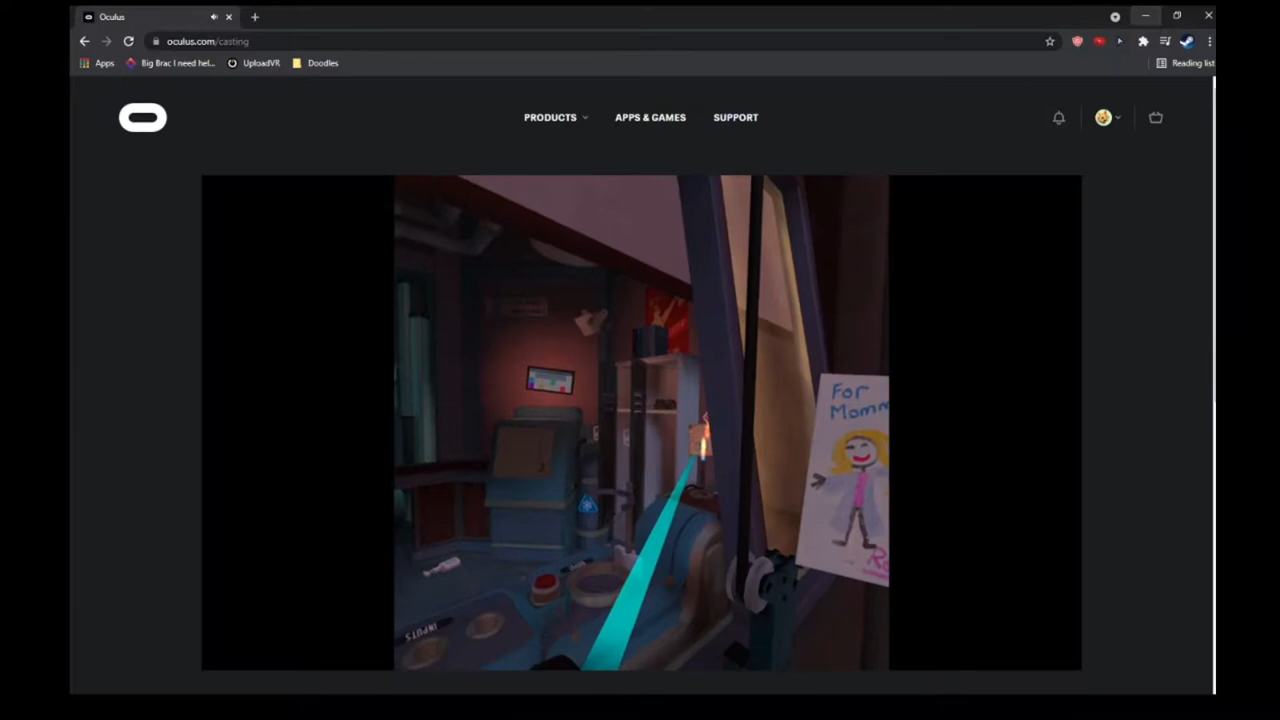 Oculus
oculus.com/casting
Apps
Big Brac I need hel...
UploadVR
Doodles
Reading list
PRODUCTS
APPS & GAMES
SUPPORT
For
Momm
INPUTS